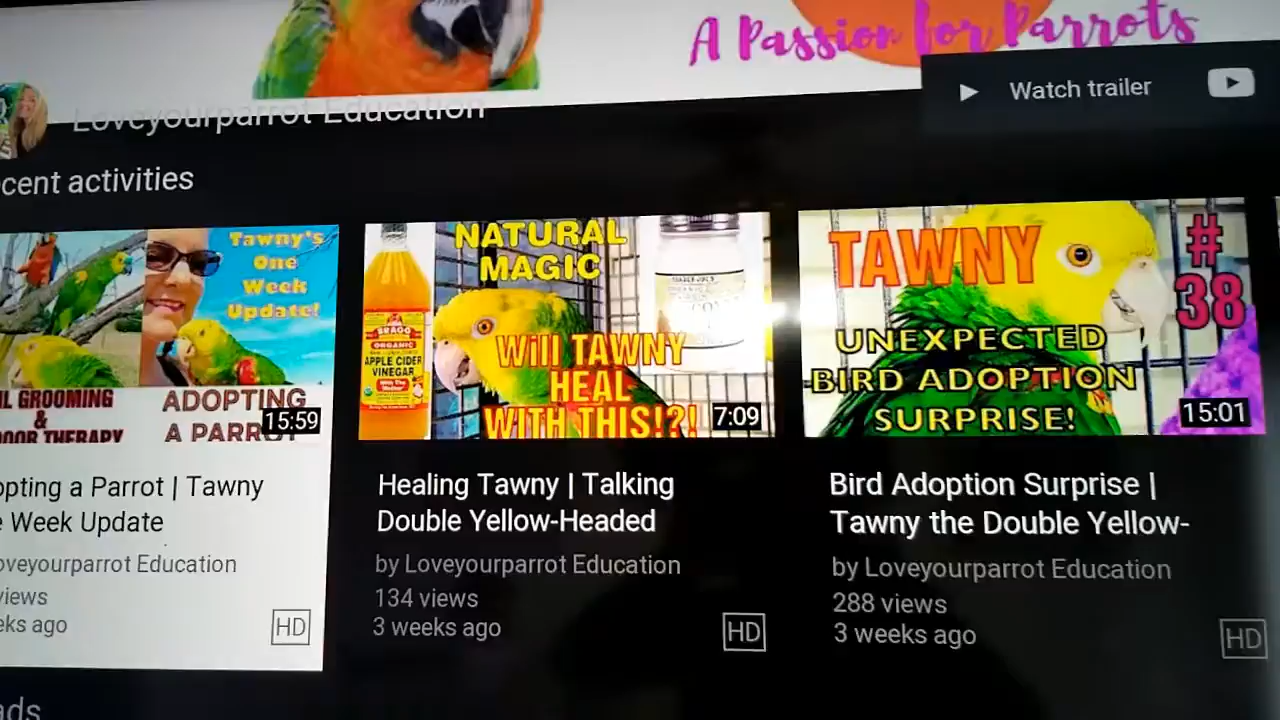 A Passion for Parrots
Watch trailer
Loveyourparrot Education
cent activities
Tawny's
One
Week
Update!
L GROOMING
&
OOR THERAPY
ADOPTING
A PARROT
15:59
NATURAL
MAGIC
BRAGG
ORGANIC
APPLE CIDER
VINEGAR
With The
Mother
Will TAWNY
HEAL
WITH THIS!?!
7:09
TAWNY
#
38
UNEXPECTED
BIRD ADOPTION
SURPRISE!
15:01
opting a Parrot | Tawny
e Week Update
oveyourparrot Education
views
eks ago
HD
Healing Tawny | Talking
Double Yellow-Headed
by Loveyourparrot Education
134 views
3 weeks ago
HD
Bird Adoption Surprise |
Tawny the Double Yellow-
by Loveyourparrot Education
288 views
3 weeks ago
HD
ads